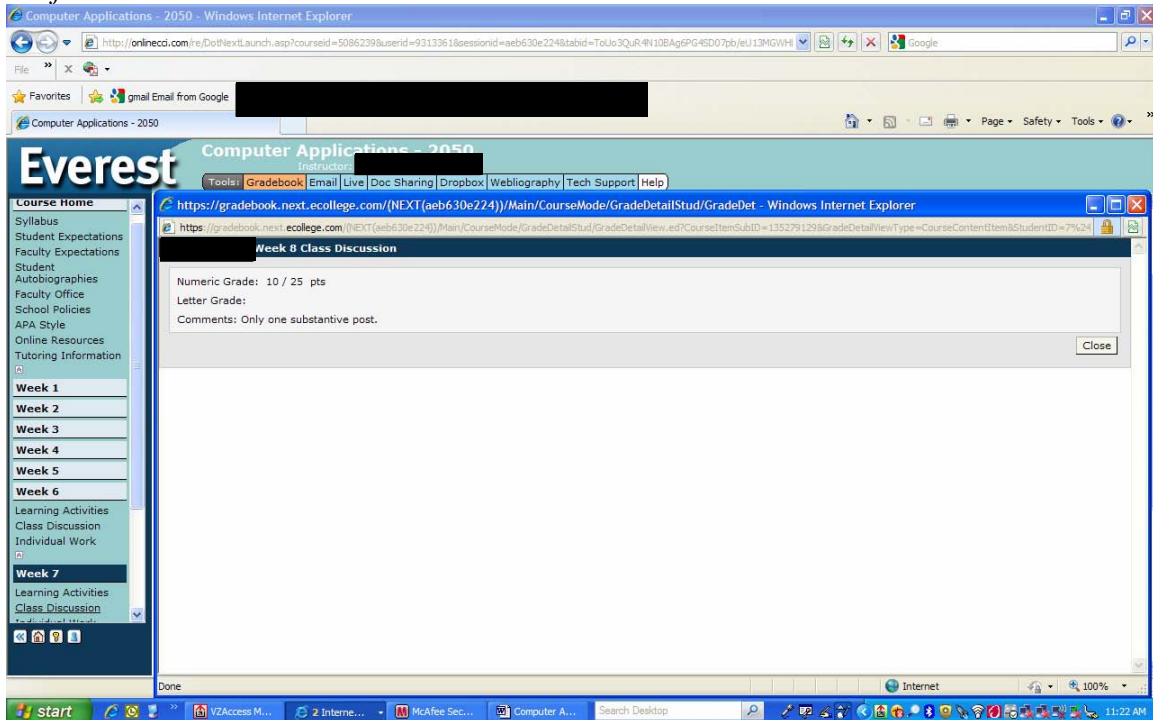 Computer Applications - 2050 - Windows Internet Explorer
Google
File » X
Favorites gmail Email from Google
Computer Applications - 2050
Page Safety Tools »
Everest
Computer Applications - 2050
Instructor:
Tools: Gradebook Email Live Doc Sharing Dropbox Webliography Tech Support Help
Course Home
Syllabus
Student Expectations
Faculty Expectations
Student
Autobiographies
Faculty Office
School Policies
APA Style
Online Resources
Tutoring Information
Week 1
Week 2
Week 3
Week 4
Week 5
Week 6
Learning Activities
Class Discussion
Individual Work
Week 7
Learning Activities
Class Discussion
Individual Work
https://gradebook.next.ecollege.com/(NEXT(aeb630e224))/Main/CourseMode/GradeDetailStud/GradeDet - Windows Internet Explorer
Week 8 Class Discussion
Numeric Grade: 10 / 25 pts
Letter Grade:
Comments: Only one substantive post.
Close
Done
Internet
100%
start
VZAccess M...
2 Interne...
McAfee Sec...
Computer A...
Search Desktop
11:22 AM